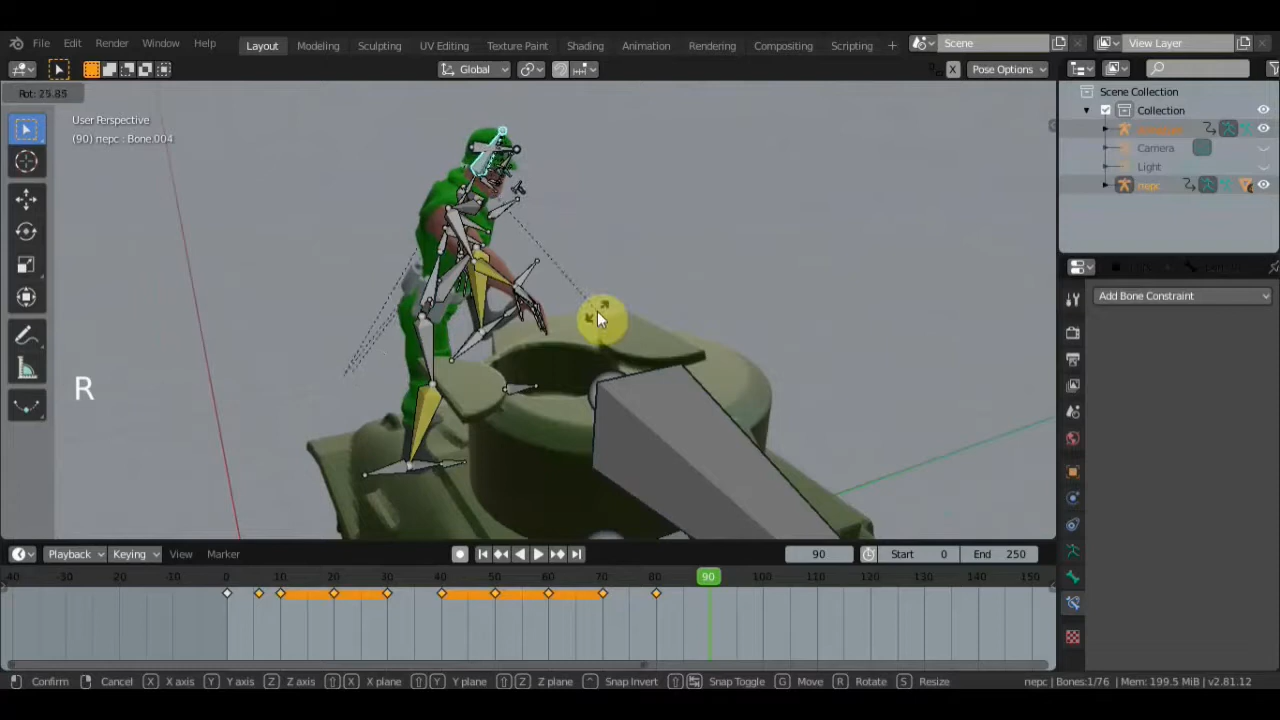 File Edit Render Window Help Layout Modeling Sculpting UV Editing Texture Paint Shading Animation Rendering Compositing Scripting + Scene View Layer
Global X Pose Options
Rot: 25.85
User Perspective
(90) перс : Bone.004
Scene Collection
Collection
Camera
Light
перс
Add Bone Constraint
R
Playback Keying View Marker 90 Start 0 End 250
-40 -30 -20 -10 0 10 20 30 40 50 60 70 80 90 100 110 120 130 140 150
Confirm Cancel X X axis Y Y axis Z Z axis X X plane Y Y plane Z Z plane Snap Invert Snap Toggle G Move R Rotate S Resize перс | Bones:1/76 | Mem: 199.5 MiB | v2.81.12